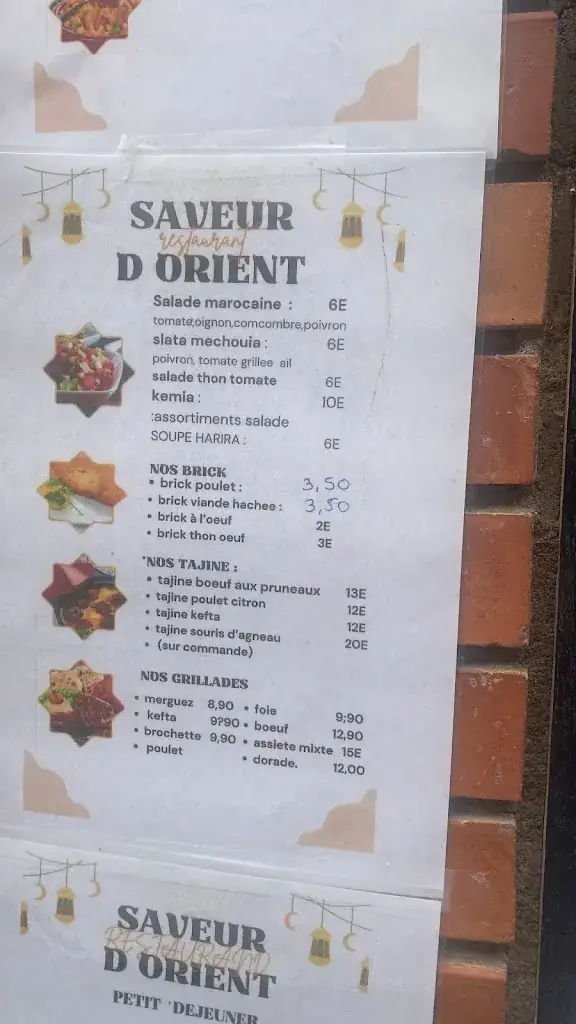 SAVEUR
restaurant
D ORIENT
Salade marocaine : 6E
tomate,oignon,comcombre,poivron
slata mechouia : 6E
poivron, tomate grillee ail
salade thon tomate 6E
kemia : 10E
:assortiments salade
SOUPE HARIRA : 6E
NOS BRICK
• brick poulet : 3,50
• brick viande hachee : 3,50
• brick à l'oeuf 2E
• brick thon oeuf 3E
'NOS TAJINE :
• tajine boeuf aux pruneaux 13E
• tajine poulet citron 12E
• tajine kefta 12E
• tajine souris d'agneau 20E
• (sur commande)
NOS GRILLADES
• merguez 8,90 • foie 9;90
• kefta 9?90 • boeuf 12,90
• brochette 9,90 • assiete mixte 15E
• poulet • dorade. 12,00
SAVEUR
RESTAURAND
D ORIENT
PETIT 'DEJEUNER